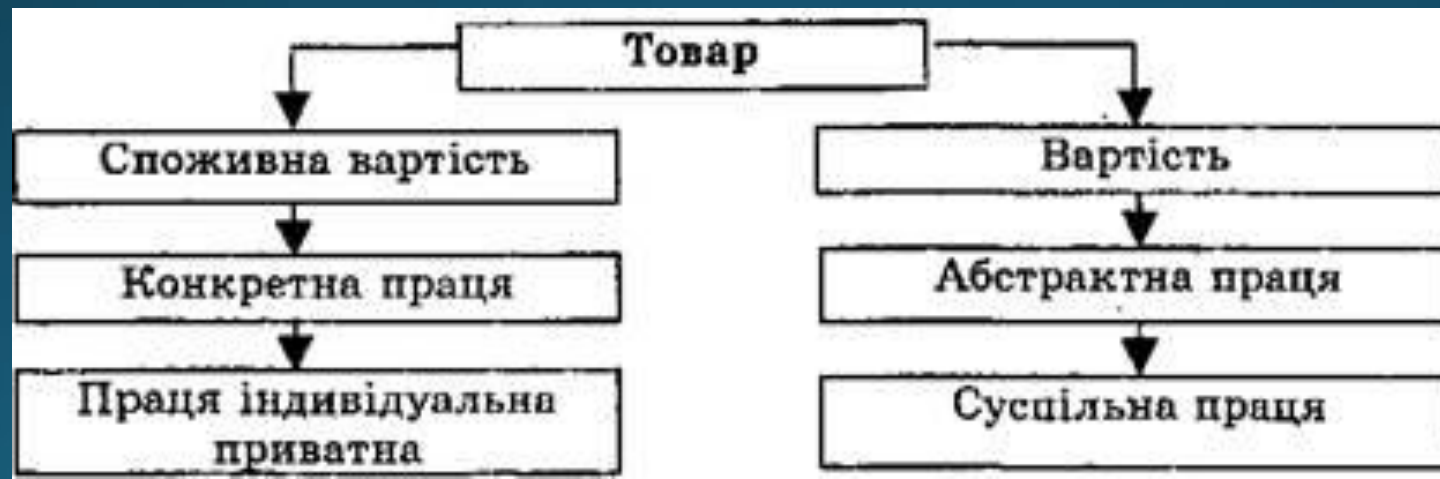 Товар
Споживна вартість
Вартість
Конкретна праця
Абстрактна праця
Праця індивідуальна
приватна
Суспільна праця